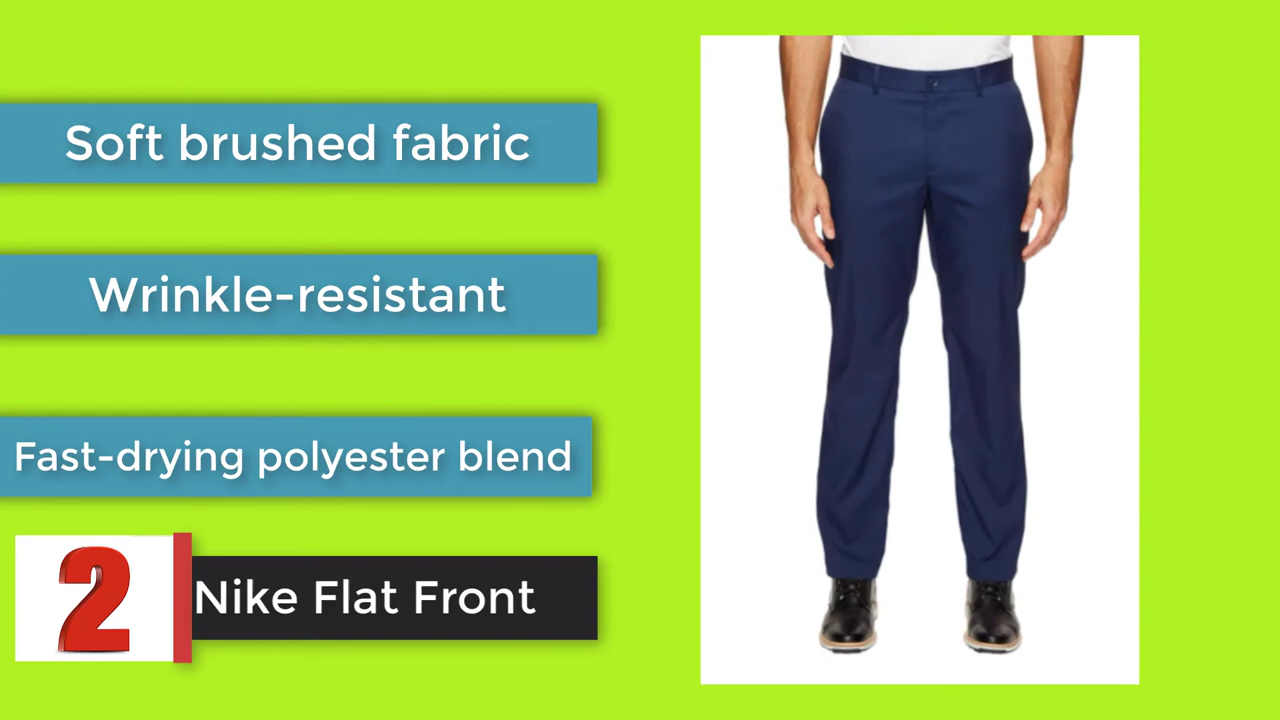 Soft brushed fabric
Wrinkle-resistant
Fast-drying polyester blend
2
Nike Flat Front